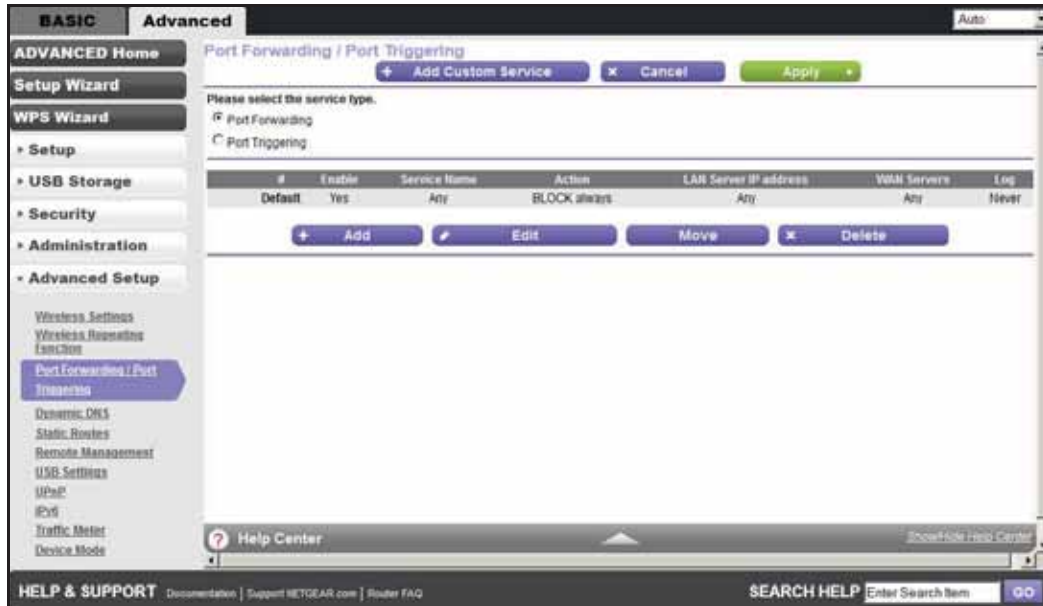 BASIC
Advanced
Auto
ADVANCED Home
Setup Wizard
WPS Wizard
Setup
USB Storage
Security
Administration
Advanced Setup
Wireless Settings
Wireless Repeating
Function
Port Forwarding / Port
Triggering
Dynamic DNS
Static Routes
Remote Management
USB Settings
UPnP
IPv6
Traffic Meter
Device Mode
Port Forwarding / Port Triggering
+ Add Custom Service
x Cancel
Apply
Please select the service type.
Port Forwarding
Port Triggering
# Enable Service Name Action LAN Server IP address WAN Servers Log
Default Yes Any BLOCK always Any Any Never
+ Add
Edit
Move
x Delete
? Help Center
Show/Hide Help Center
HELP & SUPPORT Documentation | Support NETGEAR com | Router FAQ
SEARCH HELP Enter Search Item GO